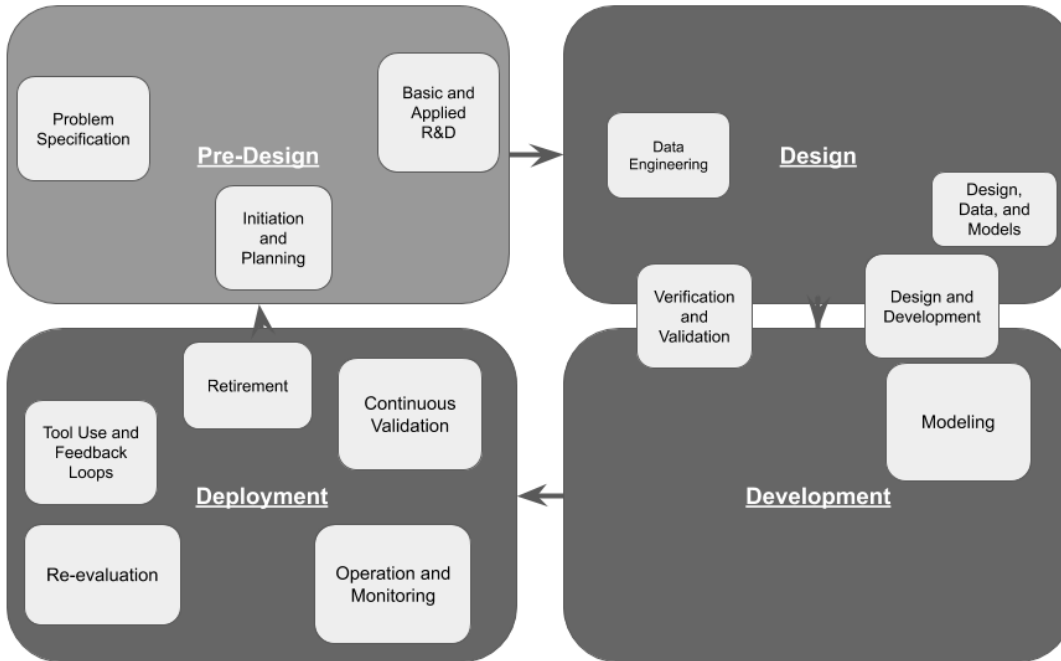 Problem
Specification
Pre-Design
Basic and
Applied
R&D
Initiation
and
Planning
Data
Engineering
Design
Design,
Data, and
Models
Verification
and
Validation
Design and
Development
Modeling
Development
Retirement
Continuous
Validation
Tool Use and
Feedback
Loops
Deployment
Re-evaluation
Operation and
Monitoring